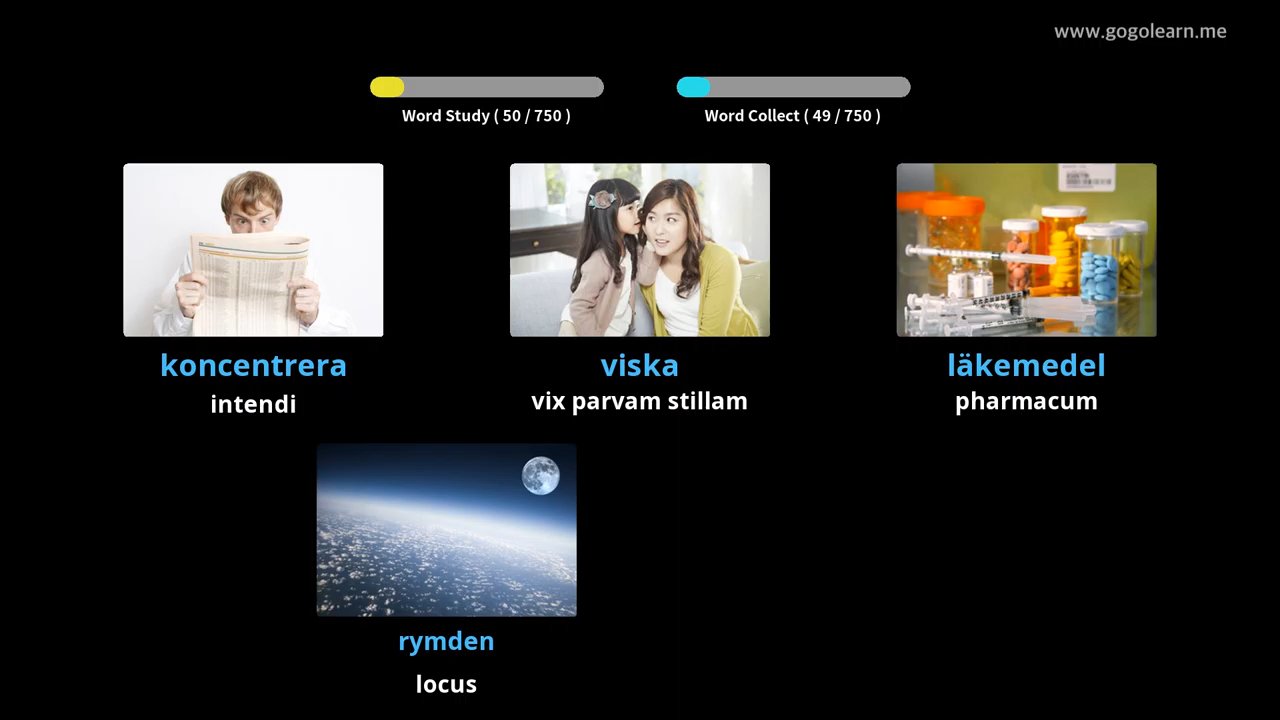 www.gogolearn.me
Word Study ( 50 / 750 )
Word Collect ( 49 / 750 )
koncentrera
intendi
viska
vix parvam stillam
läkemedel
pharmacum
rymden
locus